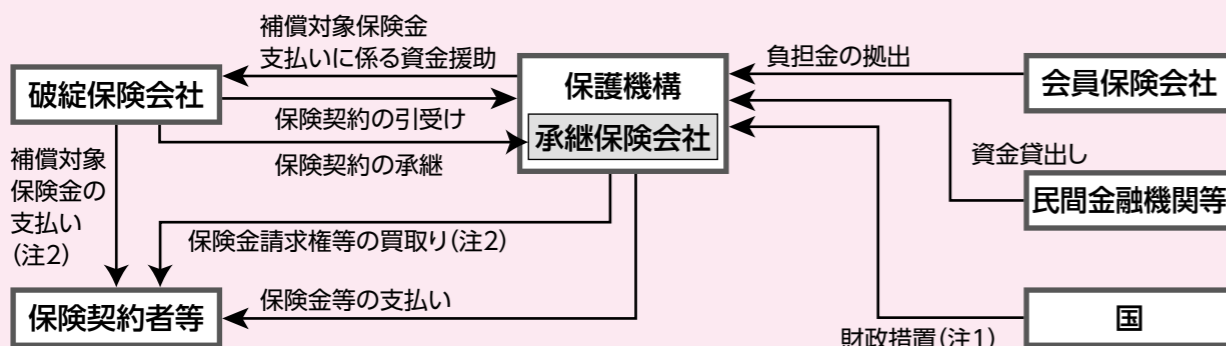 補償対象保険金
支払いに係る資金援助
負担金の拠出
破綻保険会社
保護機構
会員保険会社
保険契約の引受け
承継保険会社
保険契約の承継
補償対象
保険金の
支払い
(注2)
資金貸出し
民間金融機関等
保険金請求権等の買取り(注2)
保険契約者等
保険金等の支払い
国
財政措置(注1)